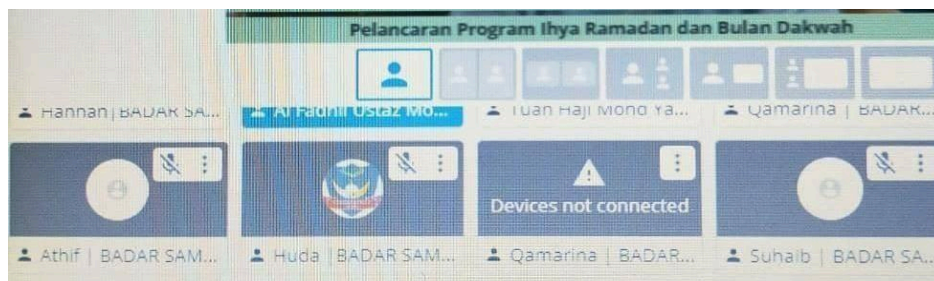 Pelancaran Program Ihya Ramadan dan Bulan Dakwah
Hannan | BADAR SA...
Al Fadhil Ustaz Mo...
Tuan Haji Mohd Ya...
Qamarina | BADAR...
Devices not connected
Athif | BADAR SAM...
Huda | BADAR SAM...
Qamarina | BADAR...
Suhaib | BADAR SA...